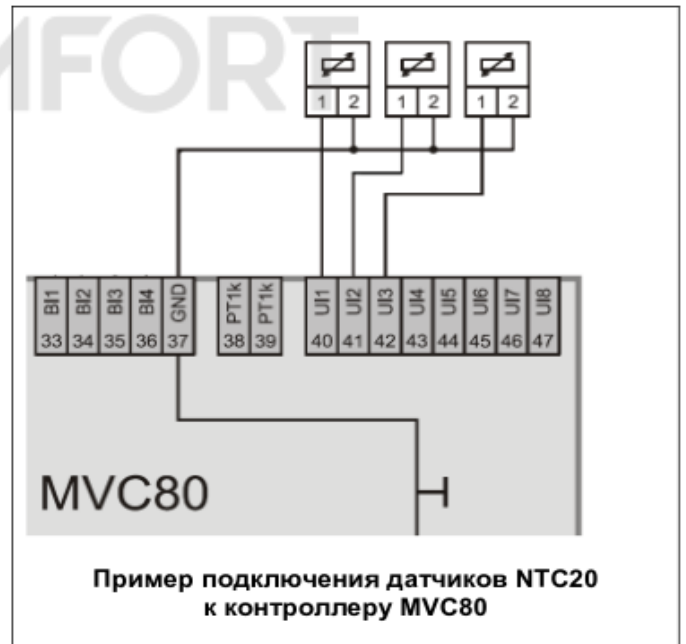 MFORT
1 2 1 2 1 2
BI1 BI2 BI3 BI4 GND PT1k PT1k UI1 UI2 UI3 UI4 UI5 UI6 UI7 UI8
33 34 35 36 37 38 39 40 41 42 43 44 45 46 47
MVC80
Пример подключения датчиков NTC20
к контроллеру MVC80